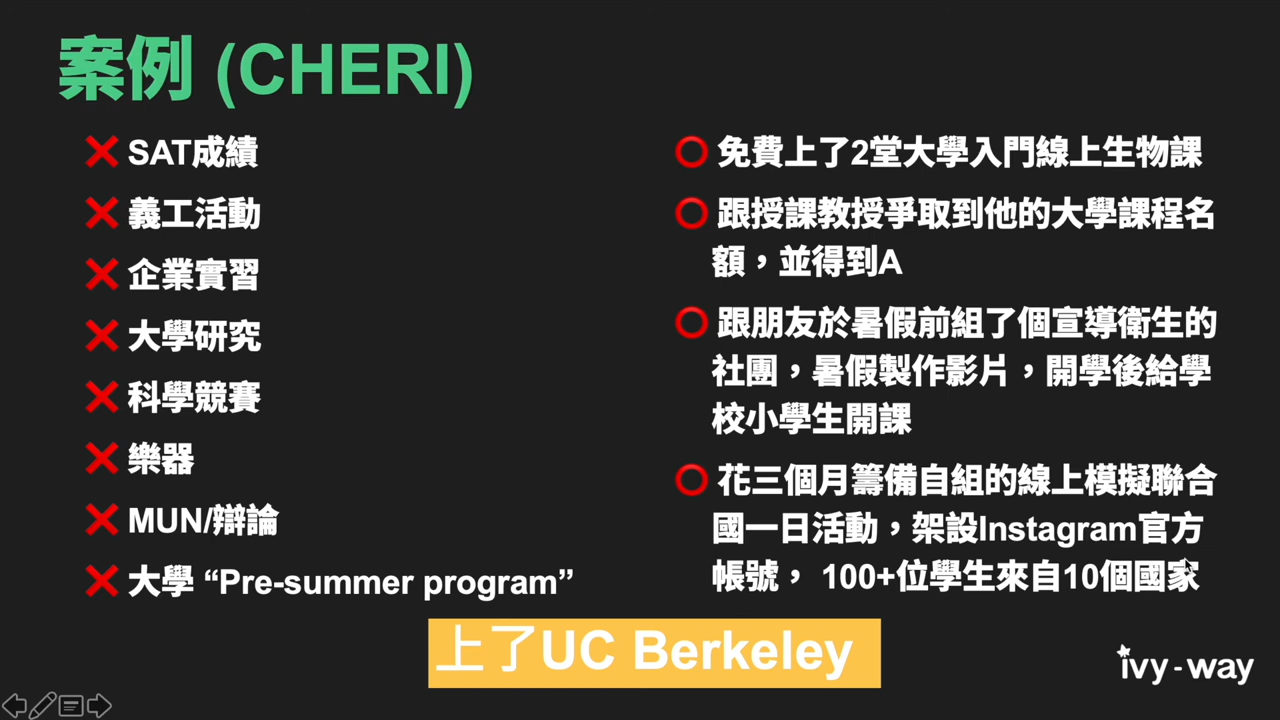 案例 (CHERI)
SAT成績
義工活動
企業實習
大學研究
科學競賽
樂器
MUN/辯論
大學 “Pre-summer program”
免費上了2堂大學入門線上生物課
跟授課教授爭取到他的大學課程名
額，並得到A
跟朋友於暑假前組了個宣導衛生的
社團，暑假製作影片，開學後給學
校小學生開課
花三個月籌備自組的線上模擬聯合
國一日活動，架設Instagram官方
帳號， 100+位學生來自10個國家
上了UC Berkeley
ivy-way